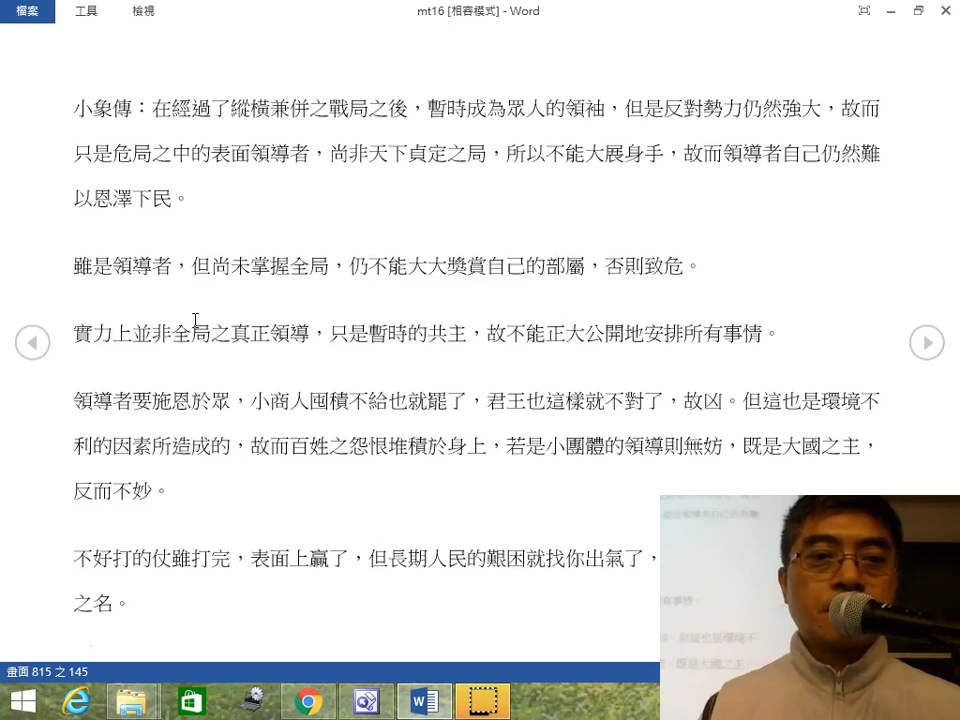 檔案 工具 檢視 mt16 [相容模式] - Word
小象傳：在經過了縱橫兼併之戰局之後，暫時成為眾人的領袖，但是反對勢力仍然強大，故而
只是危局之中的表面領導者，尚非天下貞定之局，所以不能大展身手，故而領導者自己仍然難
以恩澤下民。
雖是領導者，但尚未掌握全局，仍不能大大獎賞自己的部屬，否則致危。
實力上並非全局之真正領導，只是暫時的共主，故不能正大公開地安排所有事情。
領導者要施恩於眾，小商人囤積不給也就罷了，君王也這樣就不對了，故凶。但這也是環境不
利的因素所造成的，故而百姓之怨恨堆積於身上，若是小團體的領導則無妨，既是大國之主，
反而不妙。
不好打的仗雖打完，表面上贏了，但長期人民的艱困就找你出氣了，
之名。
畫面 815 之 145